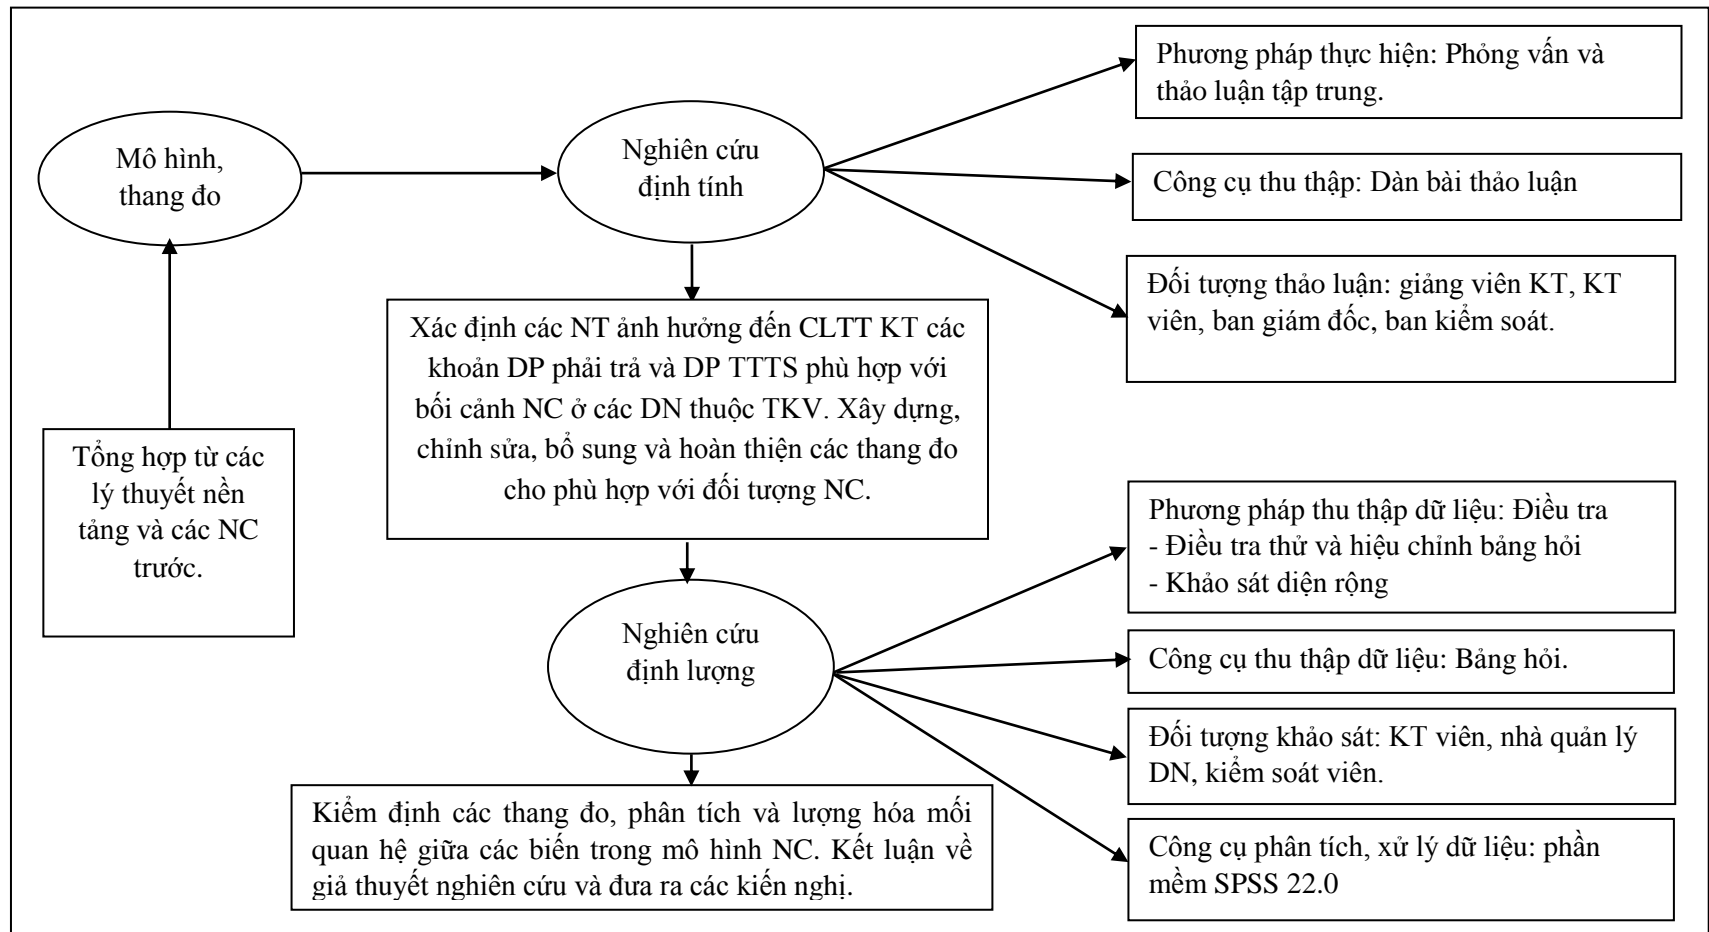 Mô hình,
thang đo
Tổng hợp từ các
lý thuyết nền
tảng và các NC
trước.
Nghiên cứu
định tính
Phương pháp thực hiện: Phỏng vấn và
thảo luận tập trung.
Công cụ thu thập: Dàn bài thảo luận
Đối tượng thảo luận: giảng viên KT, KT
viên, ban giám đốc, ban kiểm soát.
Xác định các NT ảnh hưởng đến CLTT KT các
khoản DP phải trả và DP TTTS phù hợp với
bối cảnh NC ở các DN thuộc TKV. Xây dựng,
chỉnh sửa, bổ sung và hoàn thiện các thang đo
cho phù hợp với đối tượng NC.
Nghiên cứu
định lượng
Phương pháp thu thập dữ liệu: Điều tra
- Điều tra thử và hiệu chỉnh bảng hỏi
- Khảo sát diện rộng
Công cụ thu thập dữ liệu: Bảng hỏi.
Đối tượng khảo sát: KT viên, nhà quản lý
DN, kiểm soát viên.
Công cụ phân tích, xử lý dữ liệu: phần
mềm SPSS 22.0
Kiểm định các thang đo, phân tích và lượng hóa mối
quan hệ giữa các biến trong mô hình NC. Kết luận về
giả thuyết nghiên cứu và đưa ra các kiến nghị.